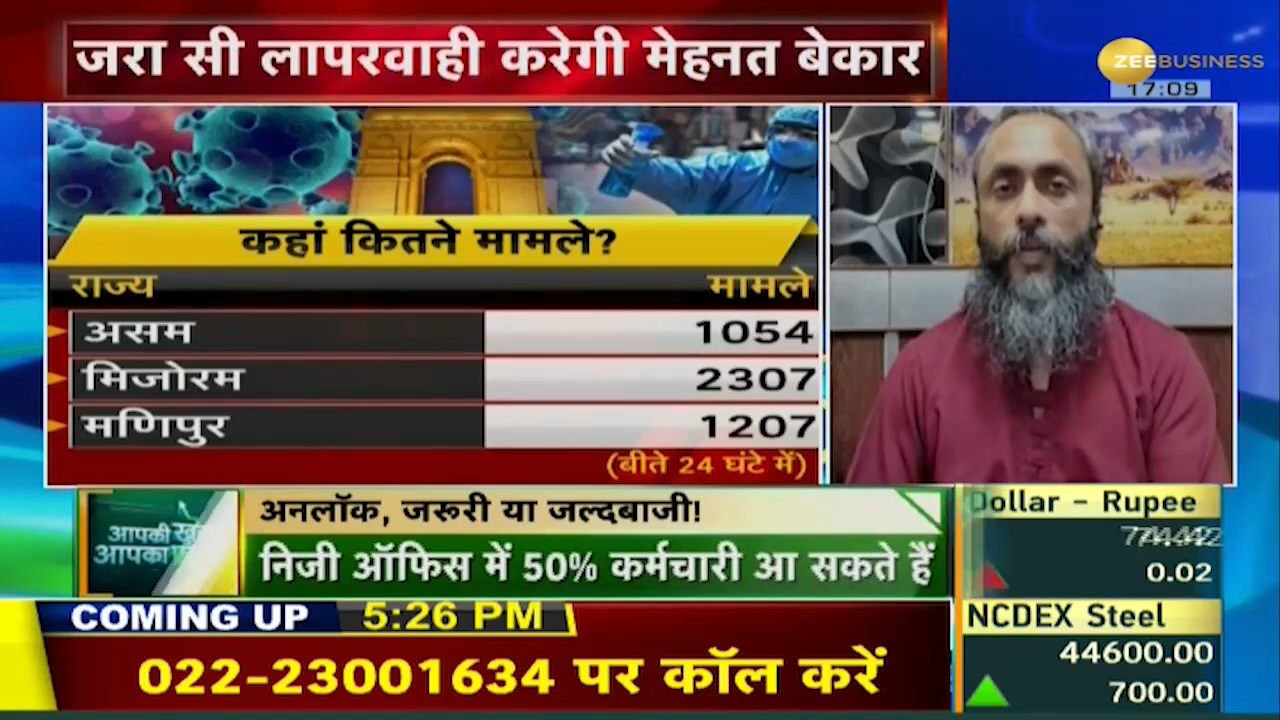 जरा सी लापरवाही करेगी मेहनत बेकार
ZEEBUSINESS
17:09
कहां कितने मामले?
राज्य मामले
असम 1054
मिजोरम 2307
मणिपुर 1207
(बीते 24 घंटे में)
आपकी
आपका
अनलॉक, जरूरी या जल्दबाजी!
निजी ऑफिस में 50% कर्मचारी आ सकते हैं
COMING UP 5:26 PM
022-23001634 पर कॉल करें
Dollar - Rupee
0.02
NCDEX Steel
44600.00
700.00